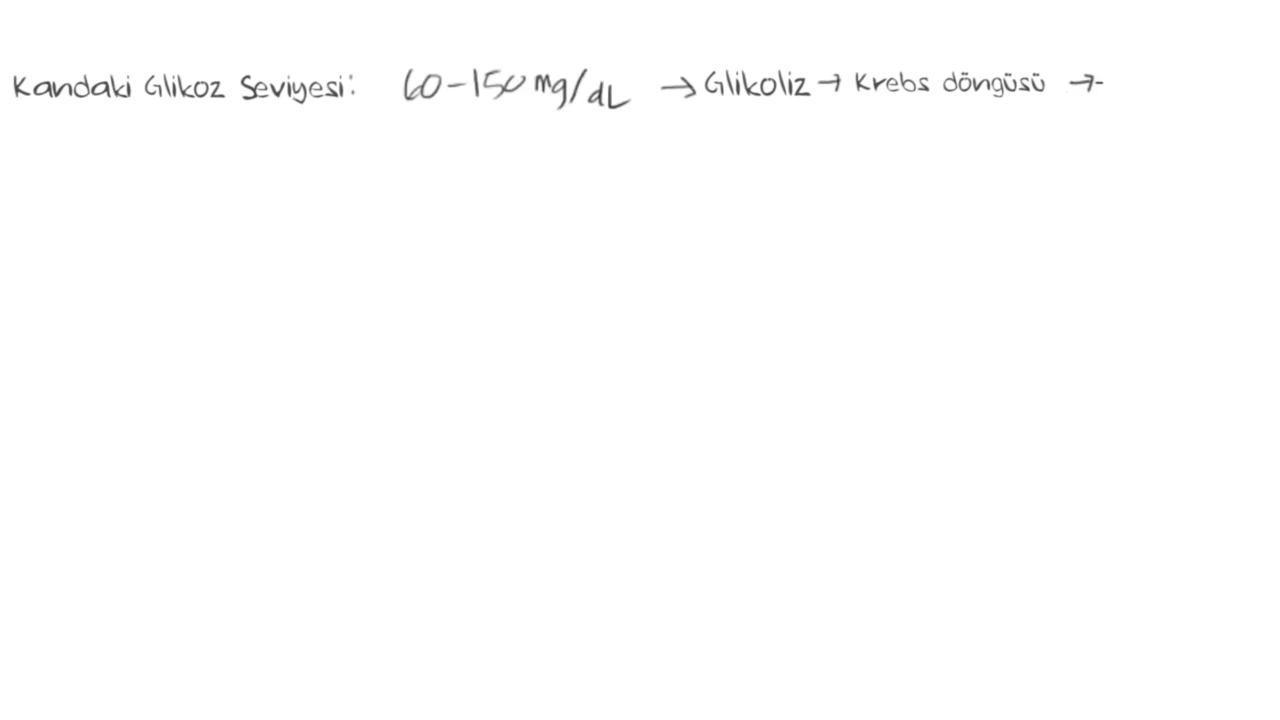 Kandaki Glikoz Seviyesi: 60-150 mg/dL → Glikoliz → Krebs döngüsü →